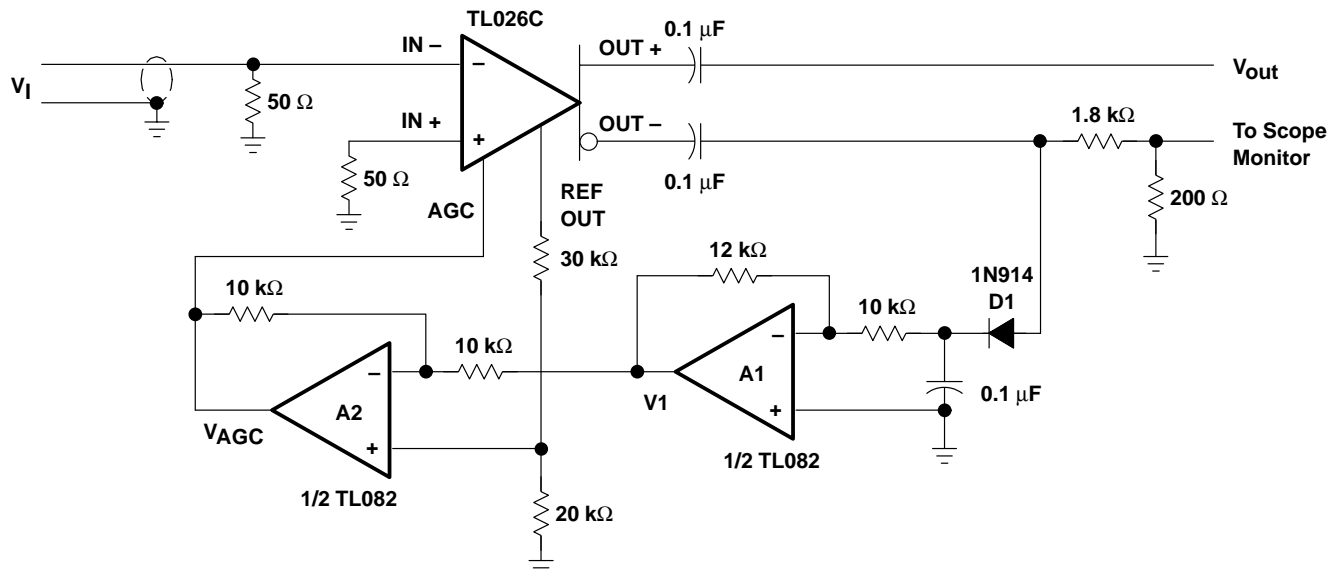 TL026C
0.1 μF
IN –
OUT +
–
V_I
V_out
50 Ω
IN +
+
OUT –
1.8 kΩ
To Scope
Monitor
50 Ω
0.1 μF
200 Ω
AGC
REF
OUT
30 kΩ
12 kΩ
1N914
D1
10 kΩ
10 kΩ
10 kΩ
–
A1
+
0.1 μF
–
A2
+
V1
V_AGC
1/2 TL082
1/2 TL082
20 kΩ